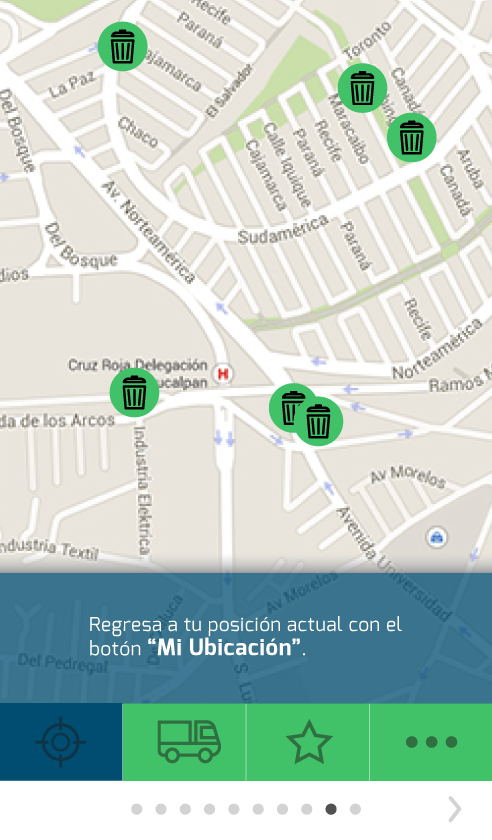 Recife
Paraná
Cajamarca
La Paz
El Salvador
Toronto
Canadá
Del Bosque
Chaco
Maracaibo
Recife
Calle Iquique
Paraná
Cajamarca
Aruba
Canadá
Av. Norteamérica
Sudamérica
Paraná
Del Bosque
dios
Recife
Norteamérica
Cruz Roja Delegación
ucalpan
H
Ramos M
da de los Arcos
Industria Elektrica
Av Morelos
ndustria Textil
Avenida Universidad
Av Morelos
Regresa a tu posición actual con el
botón “Mi Ubicación”.
Del Pedregal
S. Lu